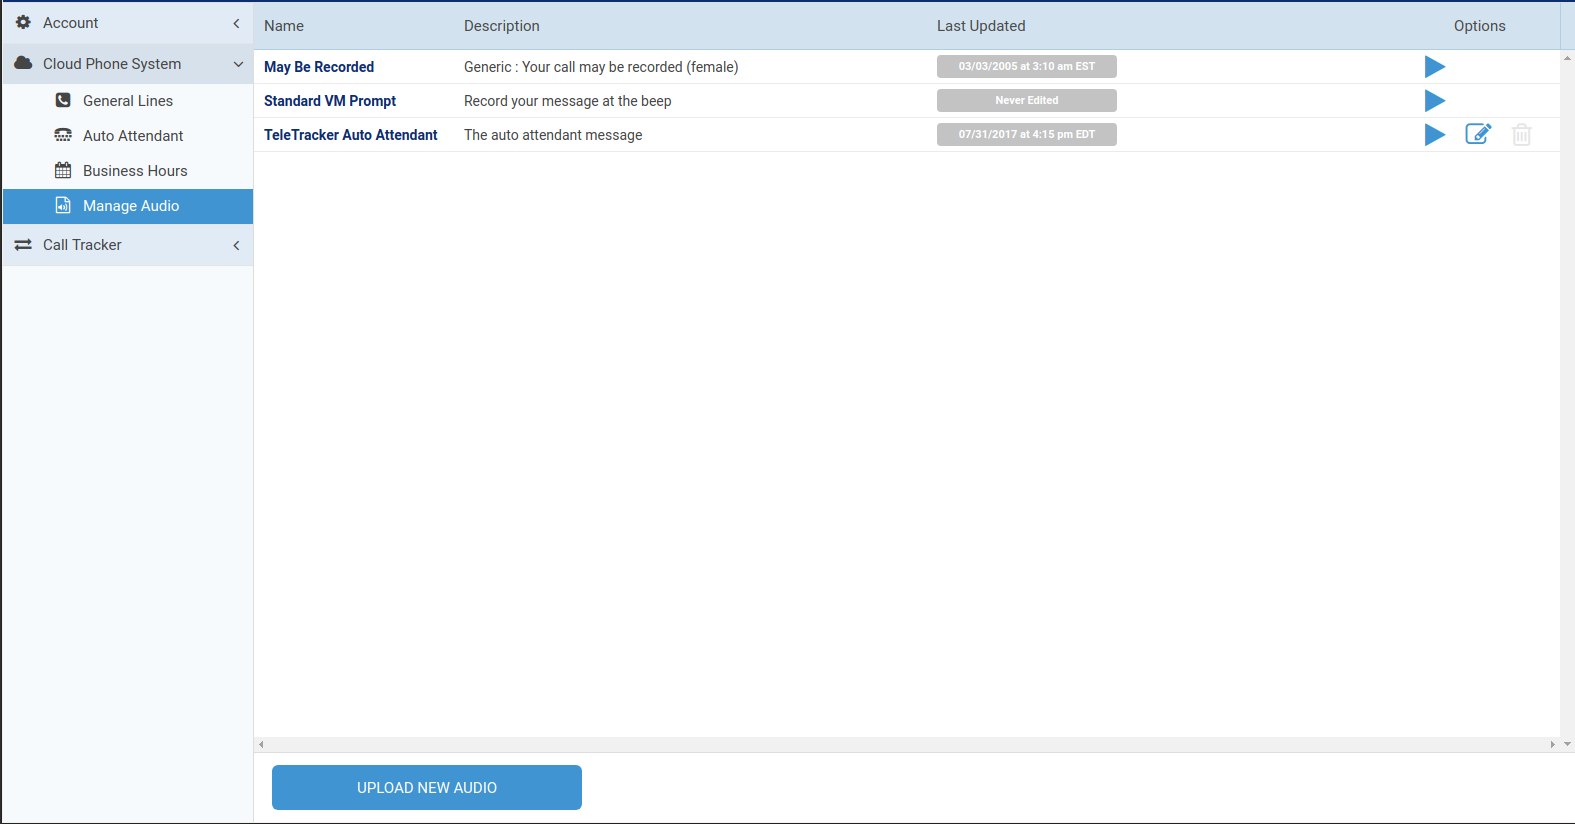 Account
Cloud Phone System
General Lines
Auto Attendant
Business Hours
Manage Audio
Call Tracker
Name Description Last Updated Options
May Be Recorded Generic : Your call may be recorded (female) 03/03/2005 at 3:10 am EST
Standard VM Prompt Record your message at the beep Never Edited
TeleTracker Auto Attendant The auto attendant message 07/31/2017 at 4:15 pm EDT
UPLOAD NEW AUDIO